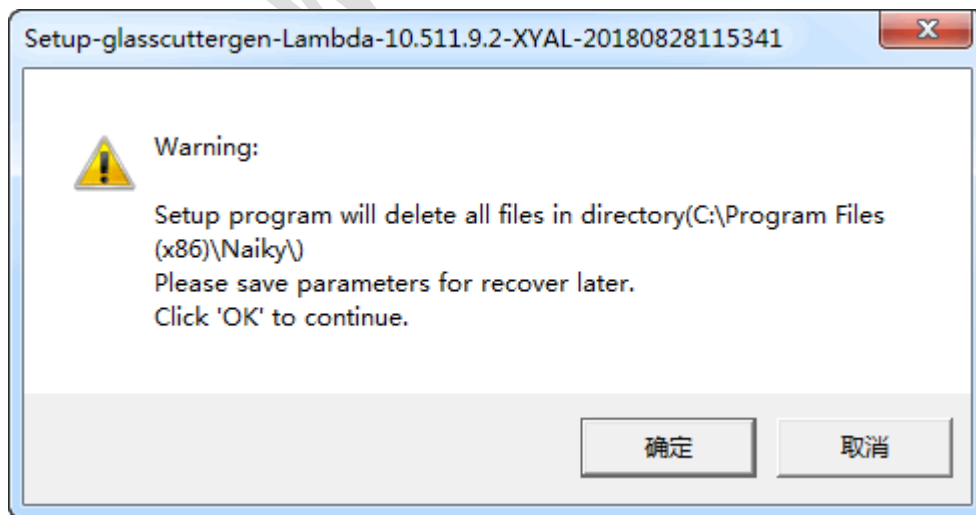 Setup-glasscuttergen-Lambda-10.511.9.2-XYAL-20180828115341
Warning:
Setup program will delete all files in directory(C:\Program Files
(x86)\Naiky\)
Please save parameters for recover later.
Click 'OK' to continue.
确定
取消